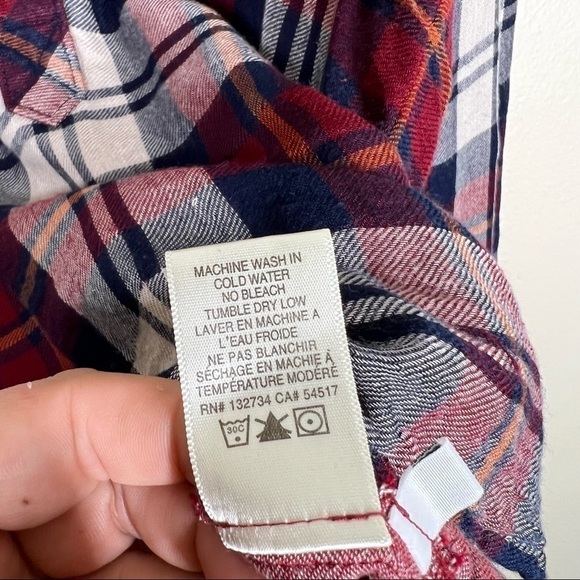 MACHINE WASH IN
COLD WATER
NO BLEACH
TUMBLE DRY LOW
LAVER EN MACHINE A
L'EAU FROIDE
NE PAS BLANCHIR
SÉCHAGE EN MACHIE À
TEMPÉRATURE MODÉRÉ
RN# 132734 CA# 54517
30C